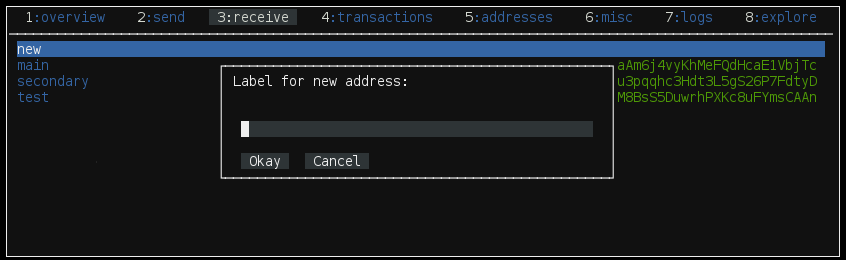 1:overview 2:send 3:receive 4:transactions 5:addresses 6:misc 7:logs 8:explore
new
main aAm6j4vyKhMeFQdHcaE1VbjTc
Label for new address:
secondary u3pqqhc3Hdt3L5gS26P7FdtyD
test M8BsS5DuwrhPXKc8uFYmsCAAn
Okay Cancel